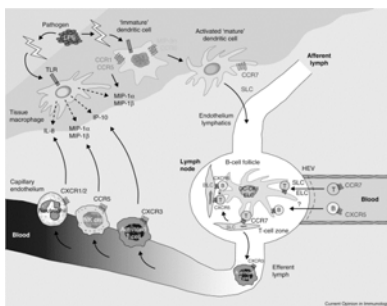 Pathogen
LPS
'Immature'
dendritic cell
Activated 'mature'
dendritic cell
Afferent
lymph
CCR1
CCR5
CCR7
TLR
SLC
MIP-1α
MIP-1β
Endothelium
lymphatics
Tissue
macrophage
IP-10
IL-8
MIP-1α
MIP-1β
B-cell follicle
Lymph
node
HEV
Capillary
endothelium
CXCR1/2
CCR5
CXCR3
SLC
ELC
CCR7
T
?
B
CXCR5
CCR7
T-cell zone
Blood
Blood
Efferent
lymph
Current Opinion in Immunology